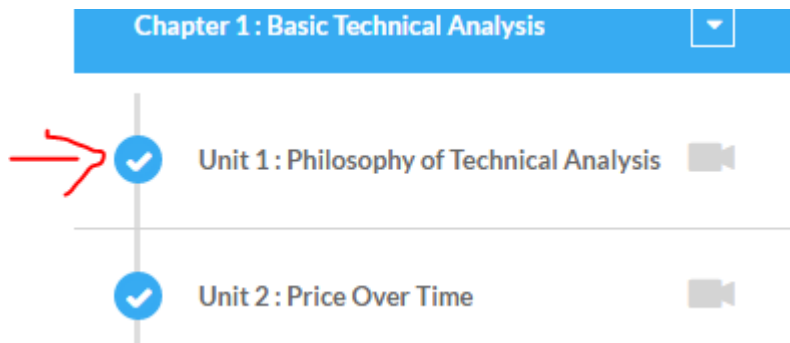 Chapter 1 : Basic Technical Analysis
Unit 1 : Philosophy of Technical Analysis
Unit 2 : Price Over Time